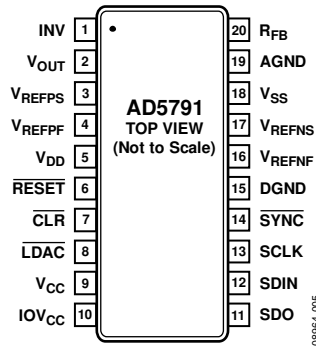 INV 1
VOUT 2
VREFPS 3
VREFPF 4
VDD 5
RESET 6
CLR 7
LDAC 8
VCC 9
IOVCC 10
AD5791
TOP VIEW
(Not to Scale)
20 RFB
19 AGND
18 VSS
17 VREFNS
16 VREFNF
15 DGND
14 SYNC
13 SCLK
12 SDIN
11 SDO
08964-005